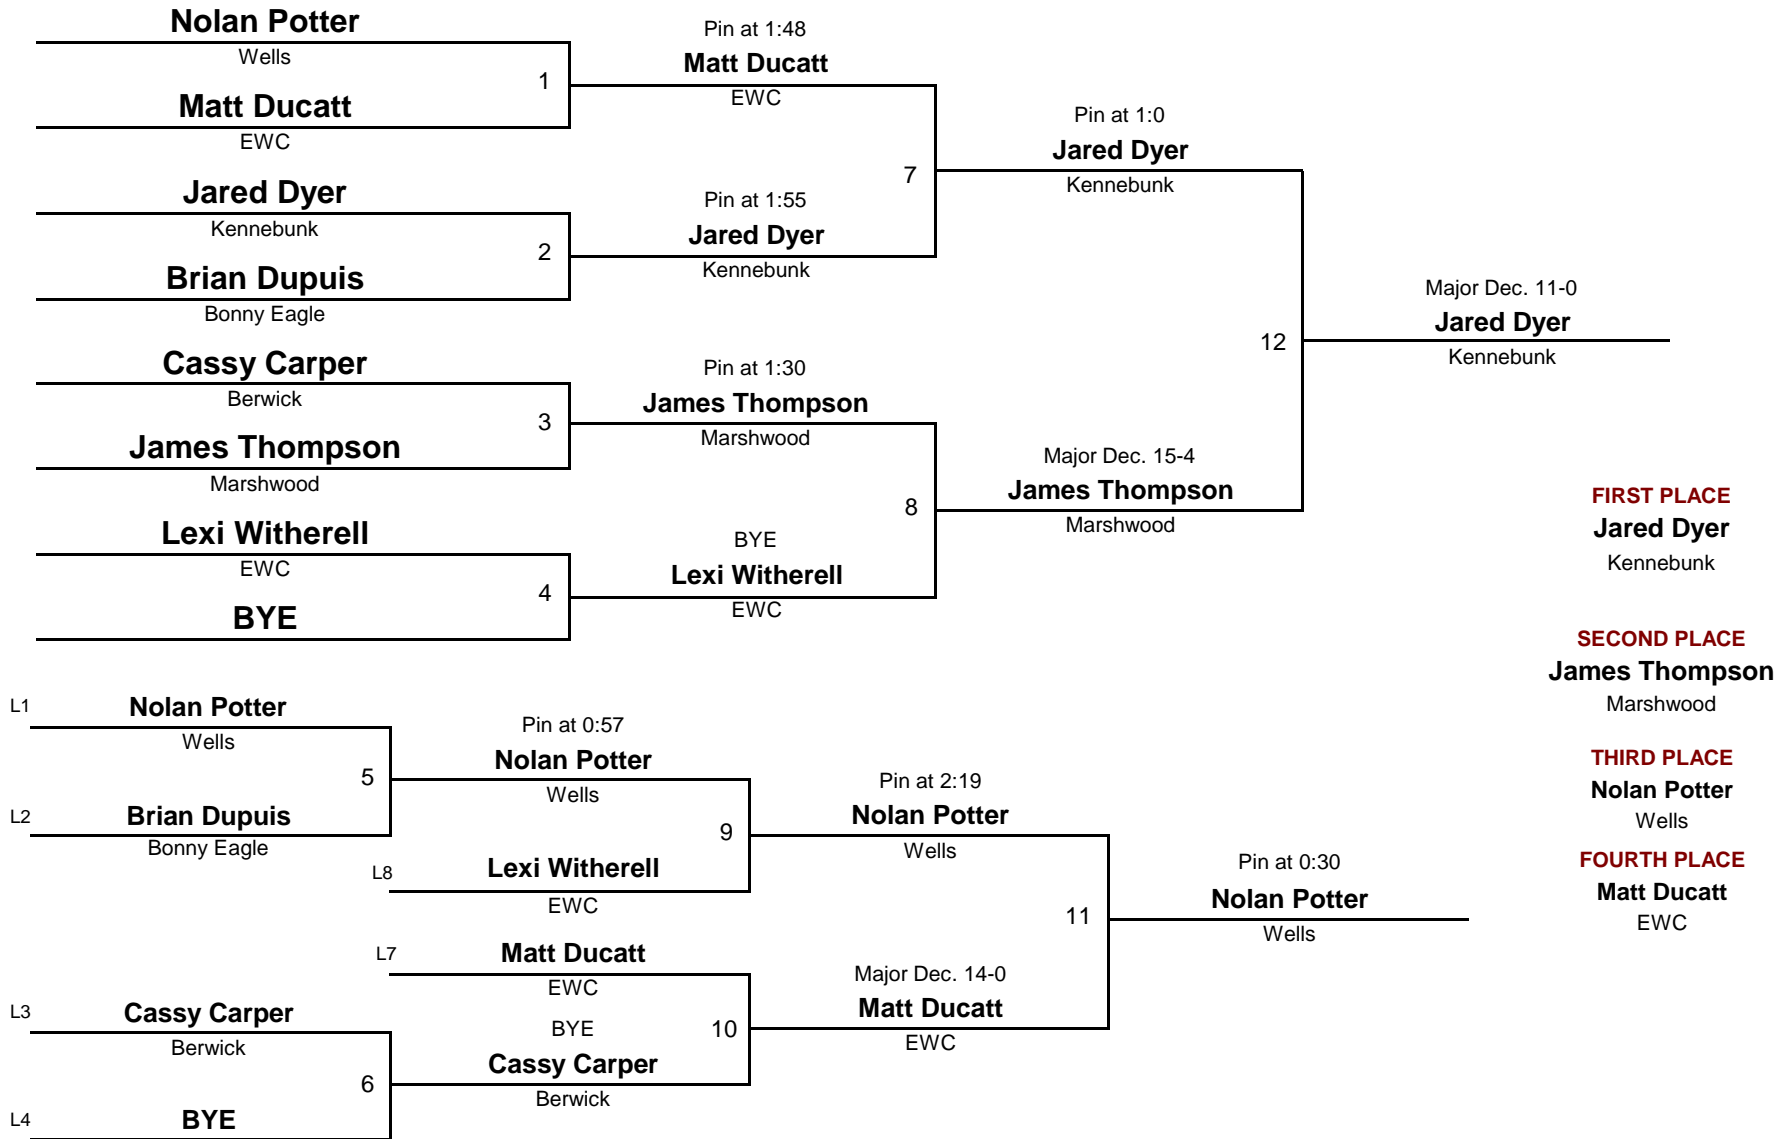 Nolan Potter
Wells
1
Matt Ducatt
EWC
Pin at 1:48
Matt Ducatt
EWC
Jared Dyer
Kennebunk
2
Brian Dupuis
Bonny Eagle
Pin at 1:55
Jared Dyer
Kennebunk
7
Pin at 1:0
Jared Dyer
Kennebunk
Cassy Carper
Berwick
3
James Thompson
Marshwood
Pin at 1:30
James Thompson
Marshwood
Lexi Witherell
EWC
4
BYE
BYE
Lexi Witherell
EWC
8
Major Dec. 15-4
James Thompson
Marshwood
12
Major Dec. 11-0
Jared Dyer
Kennebunk
FIRST PLACE
Jared Dyer
Kennebunk
SECOND PLACE
James Thompson
Marshwood
THIRD PLACE
Nolan Potter
Wells
FOURTH PLACE
Matt Ducatt
EWC
L1
Nolan Potter
Wells
5
L2
Brian Dupuis
Bonny Eagle
Pin at 0:57
Nolan Potter
Wells
9
L8
Lexi Witherell
EWC
Pin at 2:19
Nolan Potter
Wells
L7
Matt Ducatt
EWC
L3
Cassy Carper
Berwick
6
L4
BYE
BYE
Cassy Carper
Berwick
10
Major Dec. 14-0
Matt Ducatt
EWC
11
Pin at 0:30
Nolan Potter
Wells